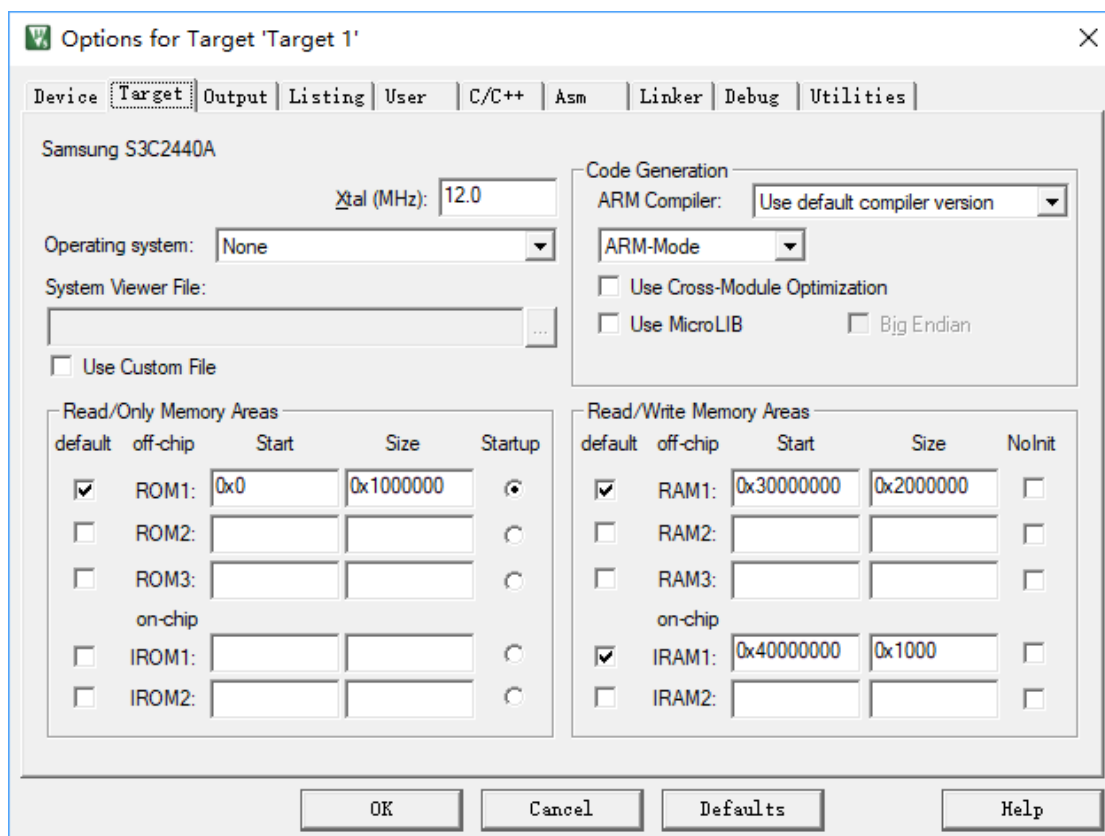 Options for Target 'Target 1'
Device Target Output Listing User C/C++ Asm Linker Debug Utilities
Samsung S3C2440A
Xtal (MHz): 12.0
Operating system: None
System Viewer File:
...
Use Custom File
Code Generation
ARM Compiler: Use default compiler version
ARM-Mode
Use Cross-Module Optimization
Use MicroLIB Big Endian
Read/Only Memory Areas
default off-chip Start Size Startup
ROM1: 0x0 0x1000000
ROM2:
ROM3:
on-chip
IROM1:
IROM2:
Read/Write Memory Areas
default off-chip Start Size NoInit
RAM1: 0x30000000 0x2000000
RAM2:
RAM3:
on-chip
IRAM1: 0x40000000 0x1000
IRAM2:
OK Cancel Defaults Help